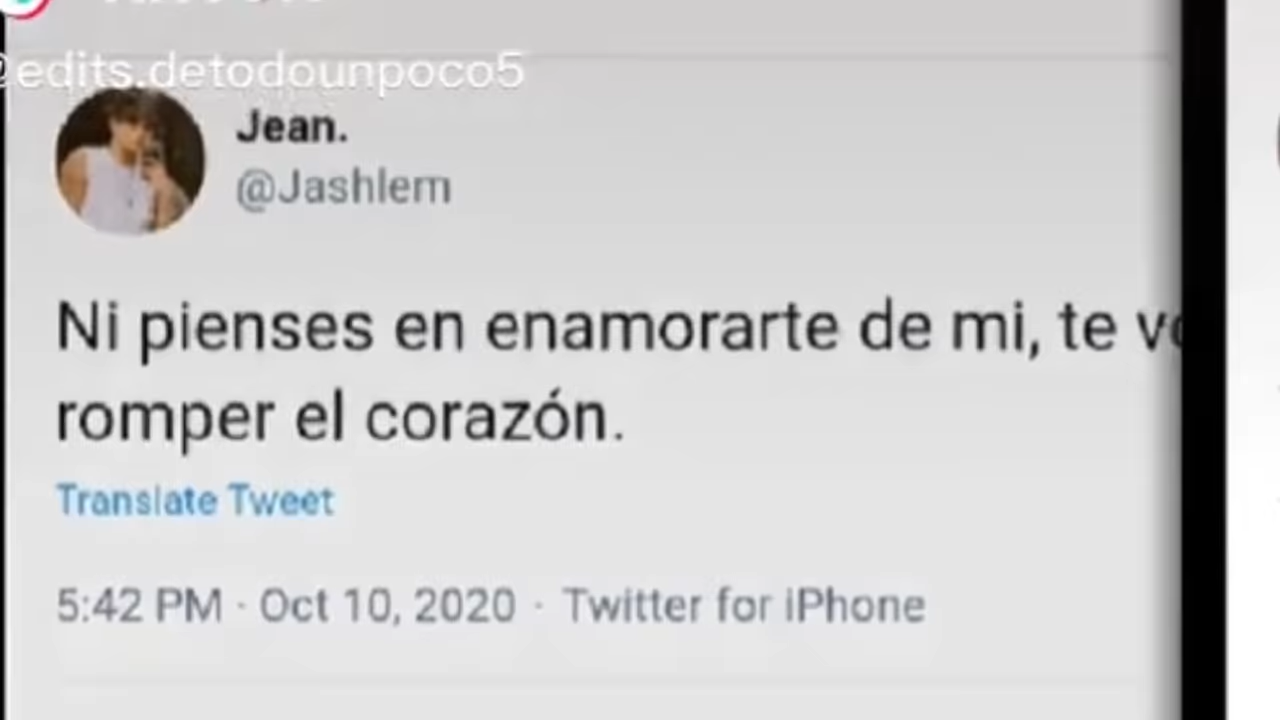 @edits.detodounpoco5
Jean.
@Jashlem
Ni pienses en enamorarte de mi, te
romper el corazón.
Translate Tweet
5:42 PM · Oct 10, 2020 · Twitter for iPhone